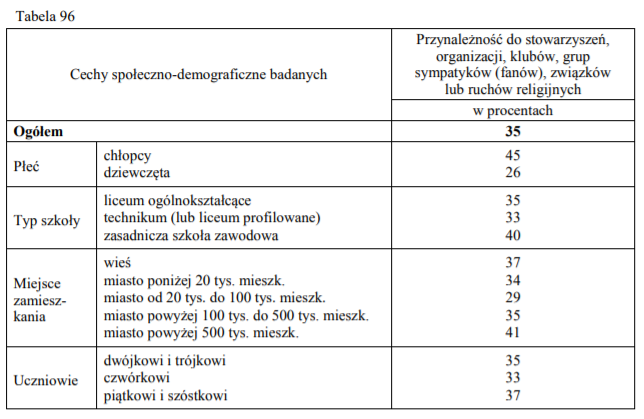 Tabela 96
Cechy społeczno-demograficzne badanych
Przynależność do stowarzyszeń,
organizacji, klubów, grup
sympatyków (fanów), związków
lub ruchów religijnych
w procentach
Ogółem 35
Płeć
chłopcy 45
dziewczęta 26
Typ szkoły
liceum ogólnokształcące 35
technikum (lub liceum profilowane) 33
zasadnicza szkoła zawodowa 40
Miejsce
zamiesz-
kania
wieś 37
miasto poniżej 20 tys. mieszk. 34
miasto od 20 tys. do 100 tys. mieszk. 29
miasto powyżej 100 tys. do 500 tys. mieszk. 35
miasto powyżej 500 tys. mieszk. 41
Uczniowie
dwójkowi i trójkowi 35
czwórkowi 33
piątkowi i szóstkowi 37